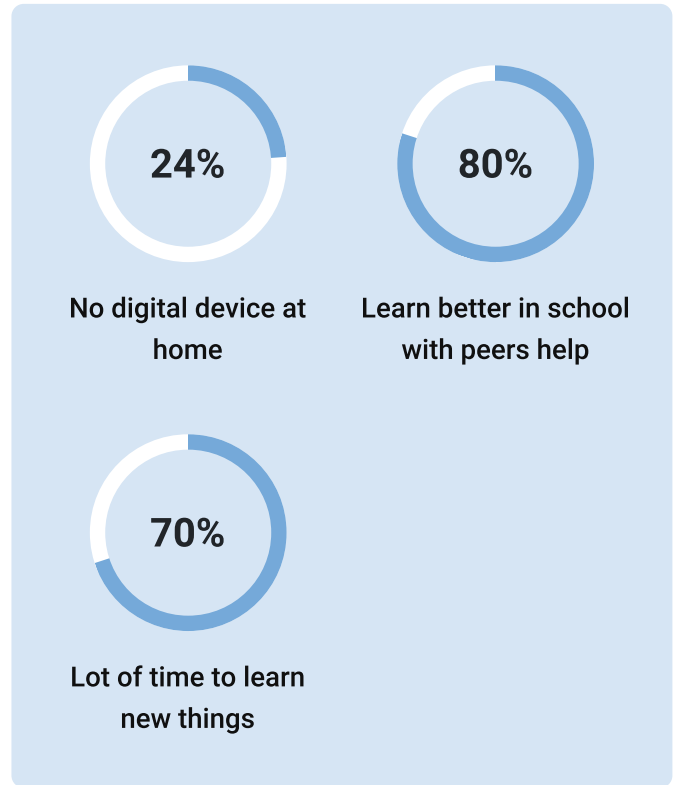 24%
80%
No digital device at
home
Learn better in school
with peers help
70%
Lot of time to learn
new things